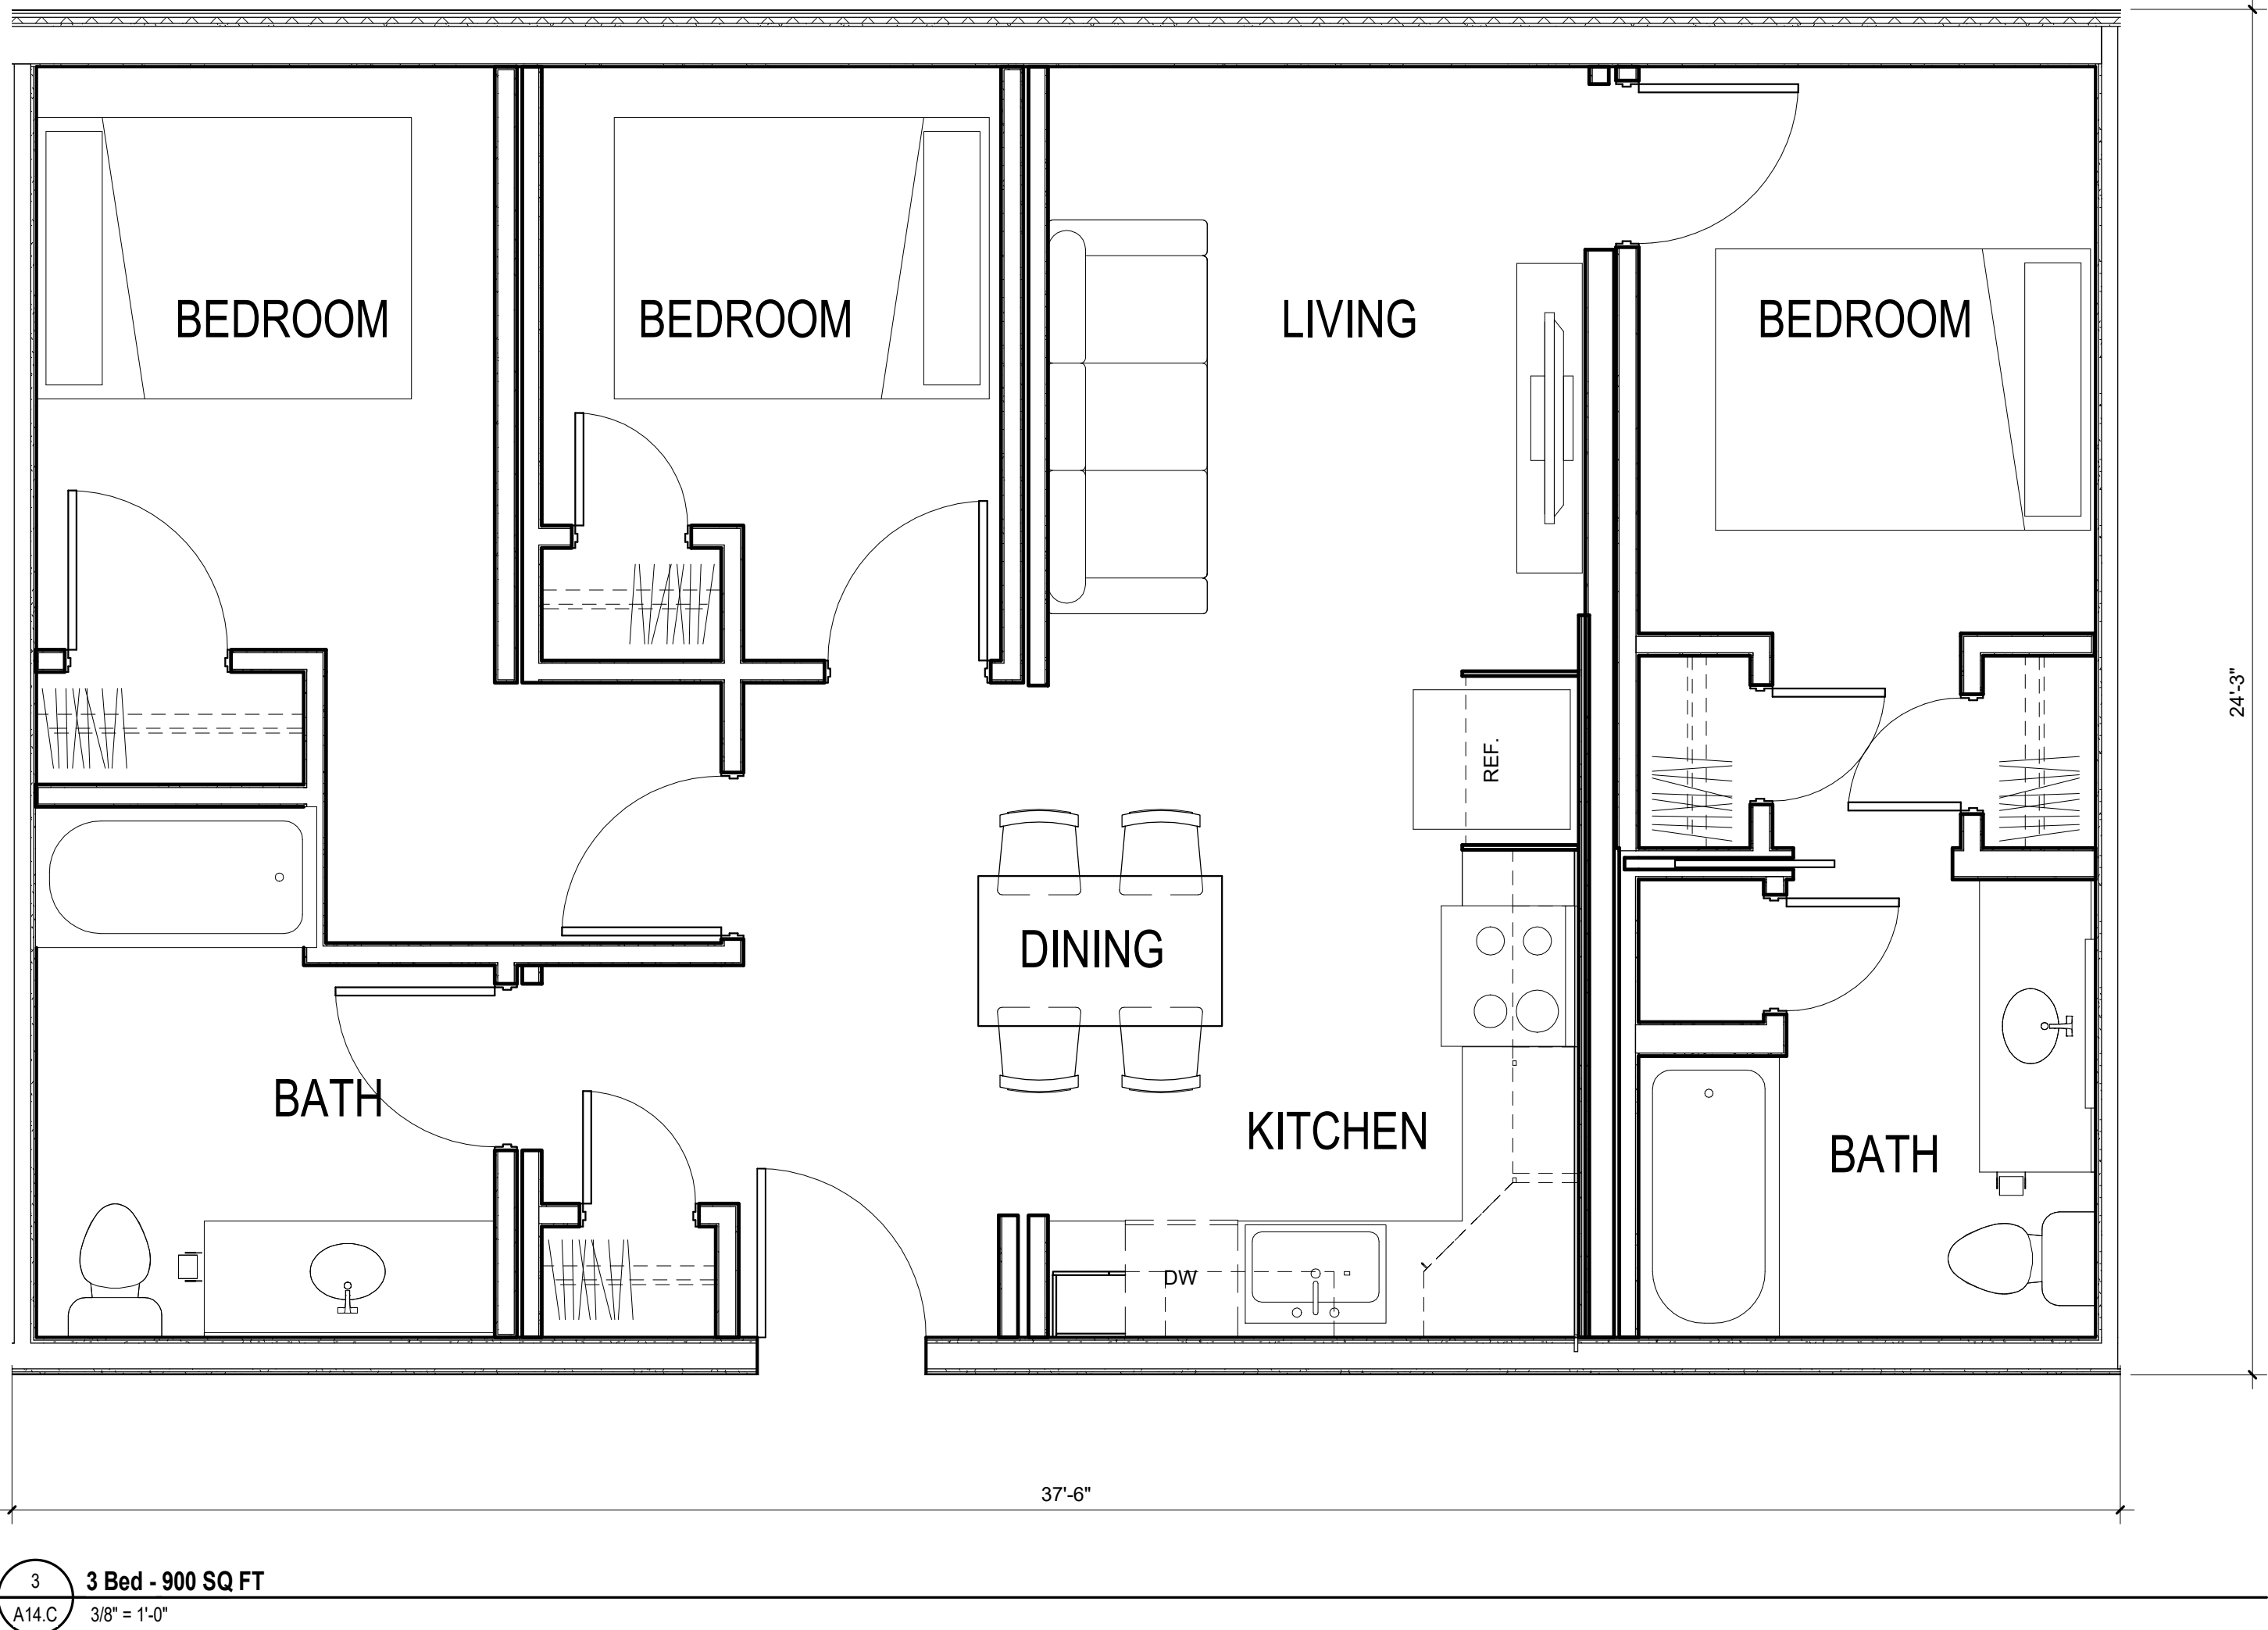 BEDROOM
BEDROOM
LIVING
BEDROOM
24'-3"
REF.
DINING
BATH
KITCHEN
BATH
DW
37'-6"
3
3 Bed - 900 SQ FT
A14.C
3/8" = 1'-0"